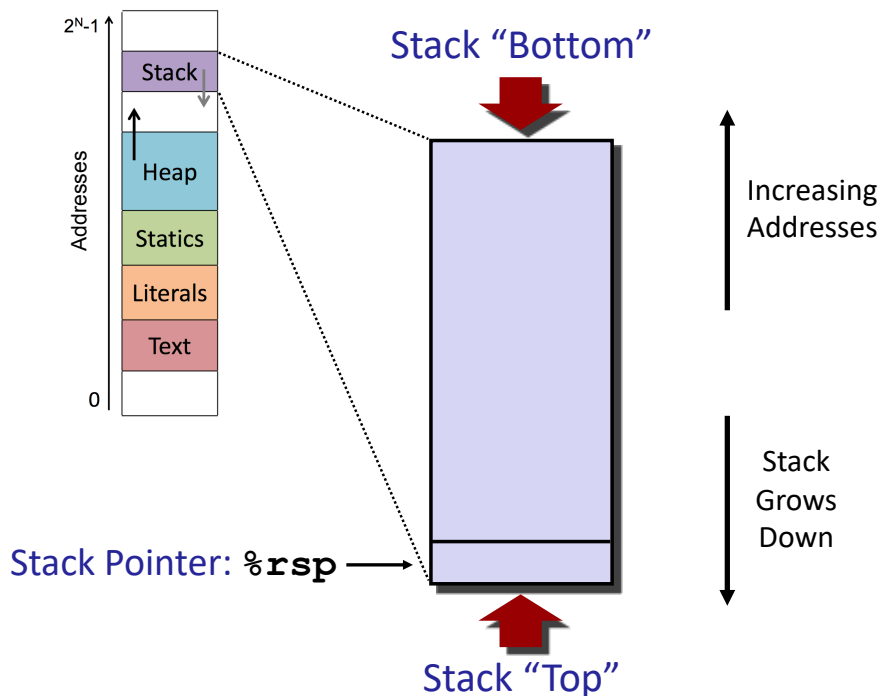 2ᴺ-1
Stack
Heap
Statics
Literals
Text
0
Addresses
Stack “Bottom”
Increasing
Addresses
Stack
Grows
Down
Stack Pointer: %rsp
Stack “Top”